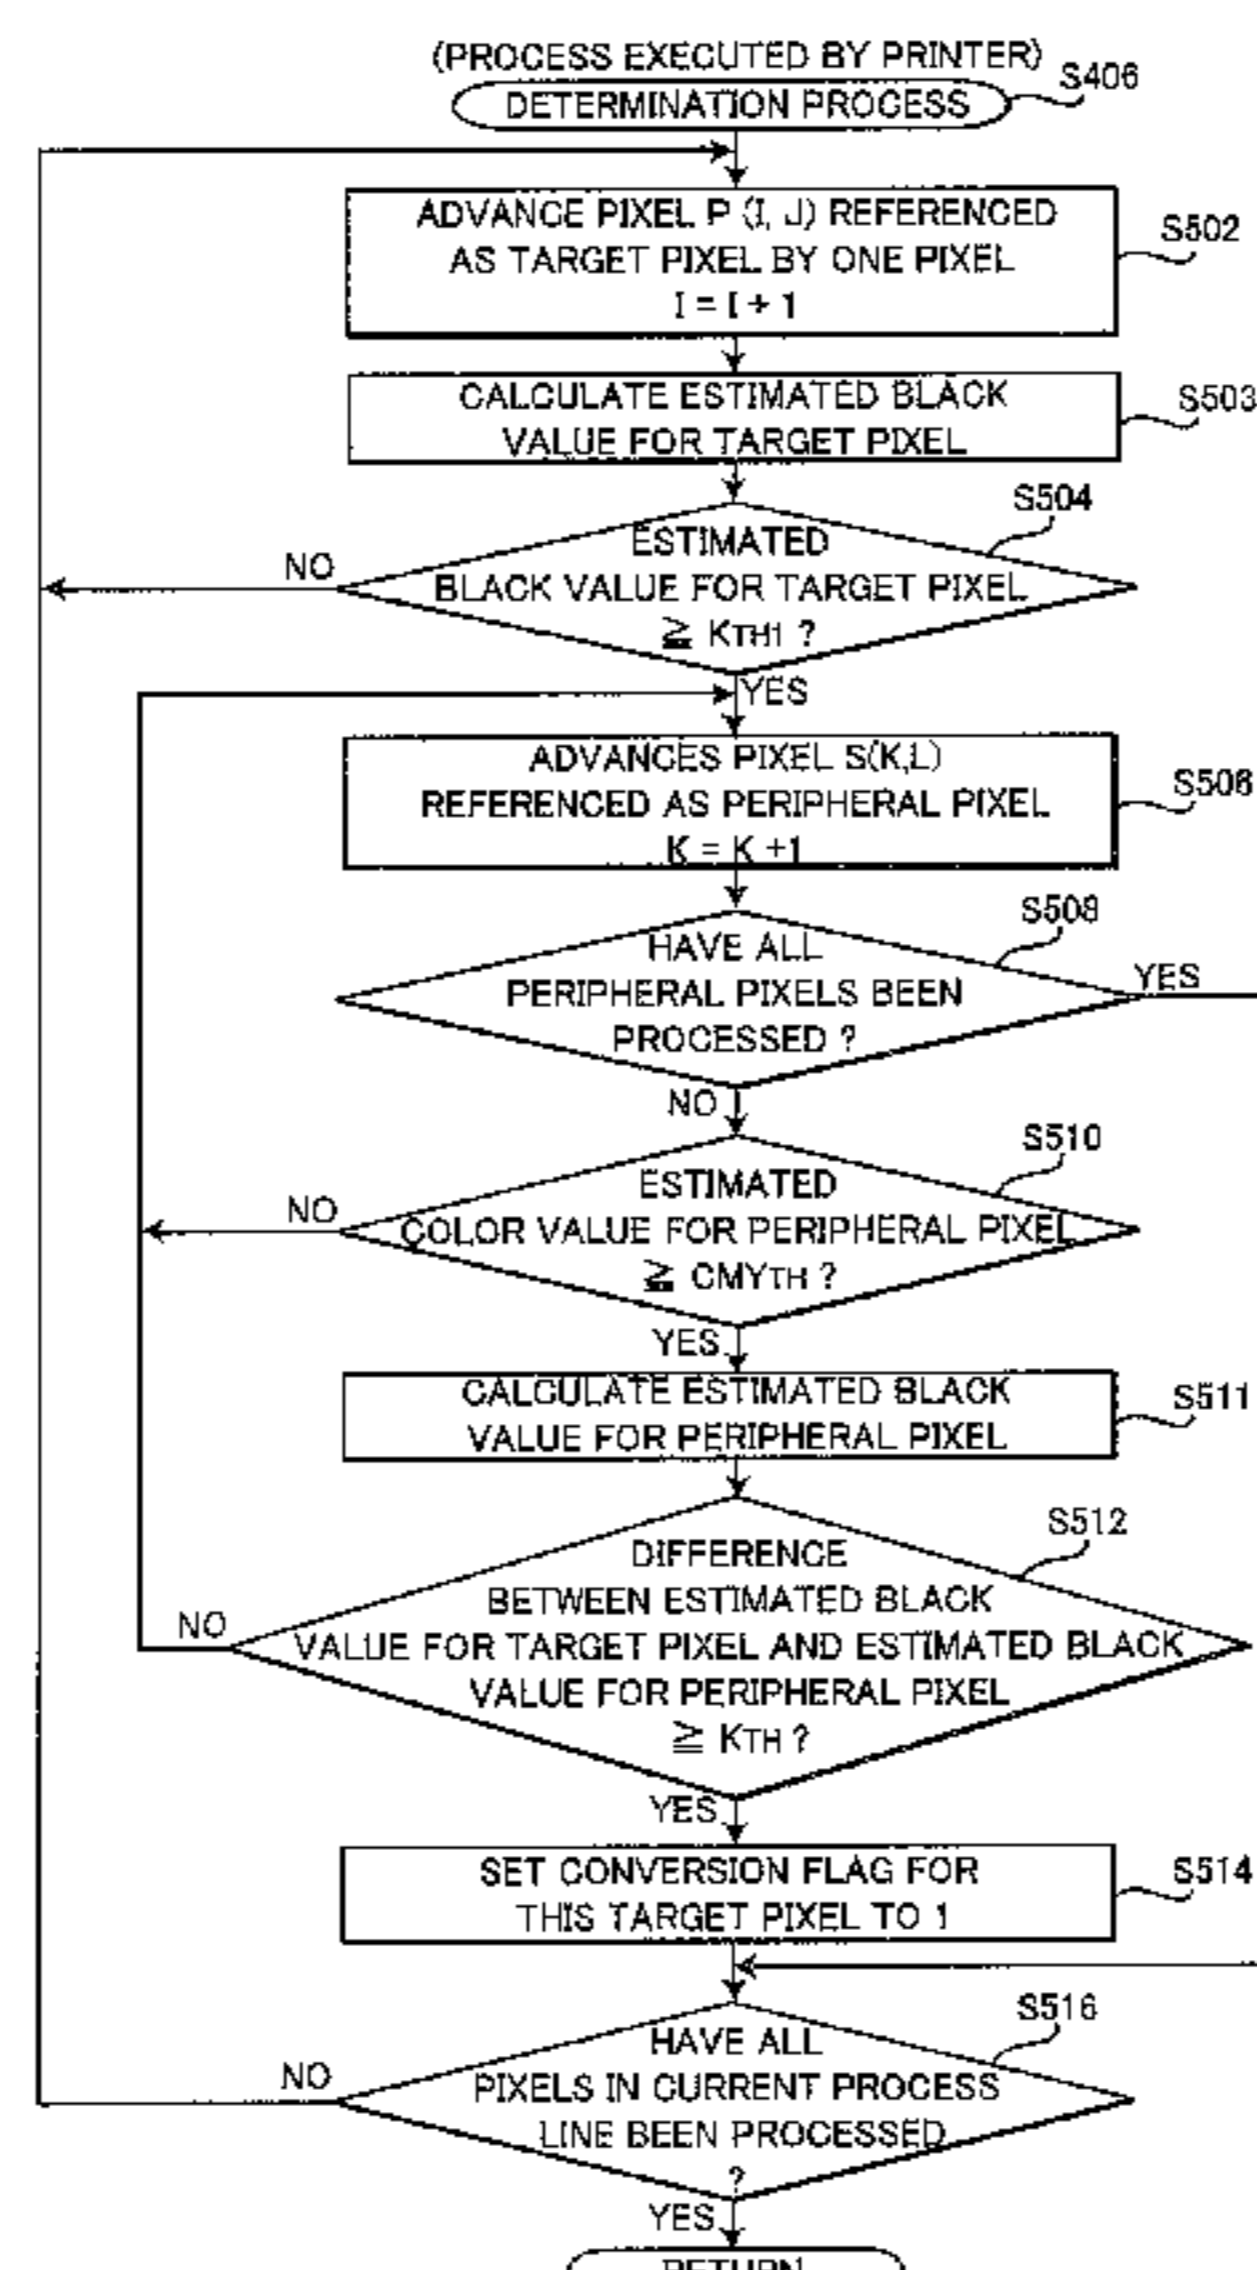 (PROCESS EXECUTED BY PRINTER)
S406
DETERMINATION PROCESS
ADVANCE PIXEL P (I, J) REFERENCED
AS TARGET PIXEL BY ONE PIXEL
I = I + 1
S502
CALCULATE ESTIMATED BLACK
VALUE FOR TARGET PIXEL
S503
S504
ESTIMATED
BLACK VALUE FOR TARGET PIXEL
≧ KTH1 ?
NO
YES
ADVANCES PIXEL S(K,L)
REFERENCED AS PERIPHERAL PIXEL
K = K +1
S506
S508
HAVE ALL
PERIPHERAL PIXELS BEEN
PROCESSED ?
YES
NO
S510
ESTIMATED
COLOR VALUE FOR PERIPHERAL PIXEL
≧ CMYTH ?
NO
YES
CALCULATE ESTIMATED BLACK
VALUE FOR PERIPHERAL PIXEL
S511
S512
DIFFERENCE
BETWEEN ESTIMATED BLACK
VALUE FOR TARGET PIXEL AND ESTIMATED BLACK
VALUE FOR PERIPHERAL PIXEL
≧ KTH ?
NO
YES
SET CONVERSION FLAG FOR
THIS TARGET PIXEL TO 1
S514
S516
HAVE ALL
PIXELS IN CURRENT PROCESS
LINE BEEN PROCESSED
?
NO
YES
RETURN